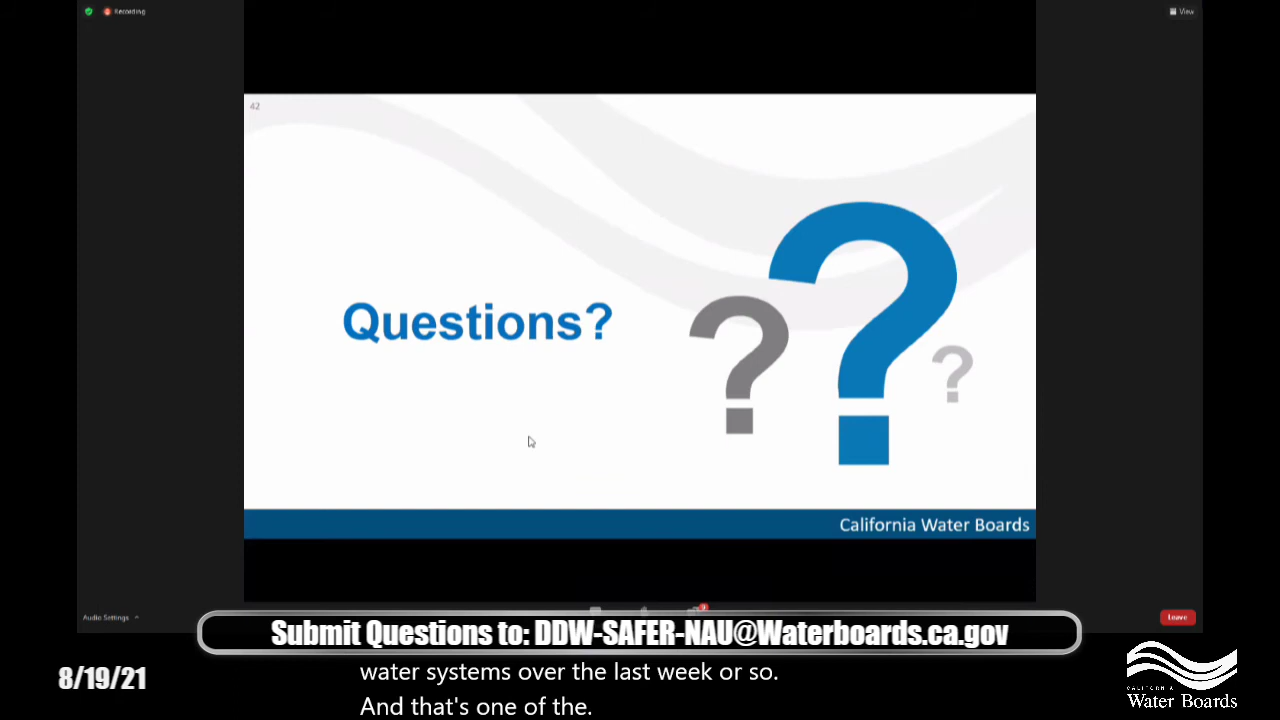 Recording
View
42
Questions?
? ? ?
California Water Boards
Audio Settings
Leave
Submit Questions to: DDW-SAFER-NAU@Waterboards.ca.gov
8/19/21
water systems over the last week or so.
And that's one of the.
CALIFORNIA
Water Boards